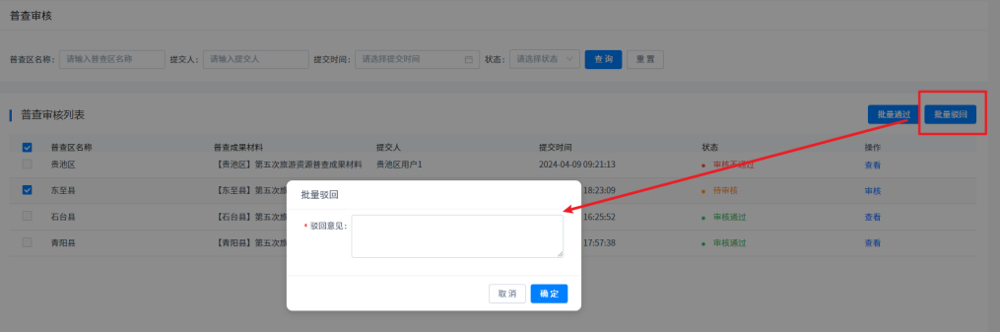 普查审核
普查区名称: 请输入普查区名称 提交人: 请输入提交人 提交时间: 请选择提交时间 状态: 请选择状态 查 询 重 置
普查审核列表 批量通过 批量驳回
普查区名称 普查成果材料 提交人 提交时间 状态 操作
贵池区 【贵池区】第五次旅游资源普查成果材料 贵池区用户1 2024-04-09 09:21:13 审核不通过 查看
东至县 【东至县】第五次旅 18:23:09 待审核 审核
石台县 【石台县】第五次旅 16:25:52 审核通过 查看
青阳县 【青阳县】第五次旅 17:57:38 审核通过 查看
批量驳回
* 驳回意见:
取 消 确 定